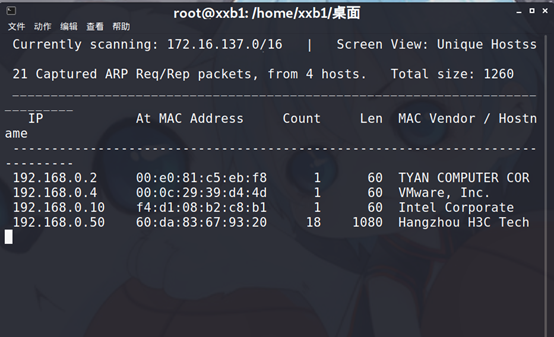 root@xxb1: /home/xxb1/桌面
文件 动作 编辑 查看 帮助
Currently scanning: 172.16.137.0/16 | Screen View: Unique Hostss
21 Captured ARP Req/Rep packets, from 4 hosts. Total size: 1260
_____________________________________________________________________
_________
IP At MAC Address Count Len MAC Vendor / Hostn
ame
---------------------------------------------------------------------
---------
192.168.0.2 00:e0:81:c5:eb:f8 1 60 TYAN COMPUTER COR
192.168.0.4 00:0c:29:39:d4:4d 1 60 VMware, Inc.
192.168.0.10 f4:d1:08:b2:c8:b1 1 60 Intel Corporate
192.168.0.50 60:da:83:67:93:20 18 1080 Hangzhou H3C Tech